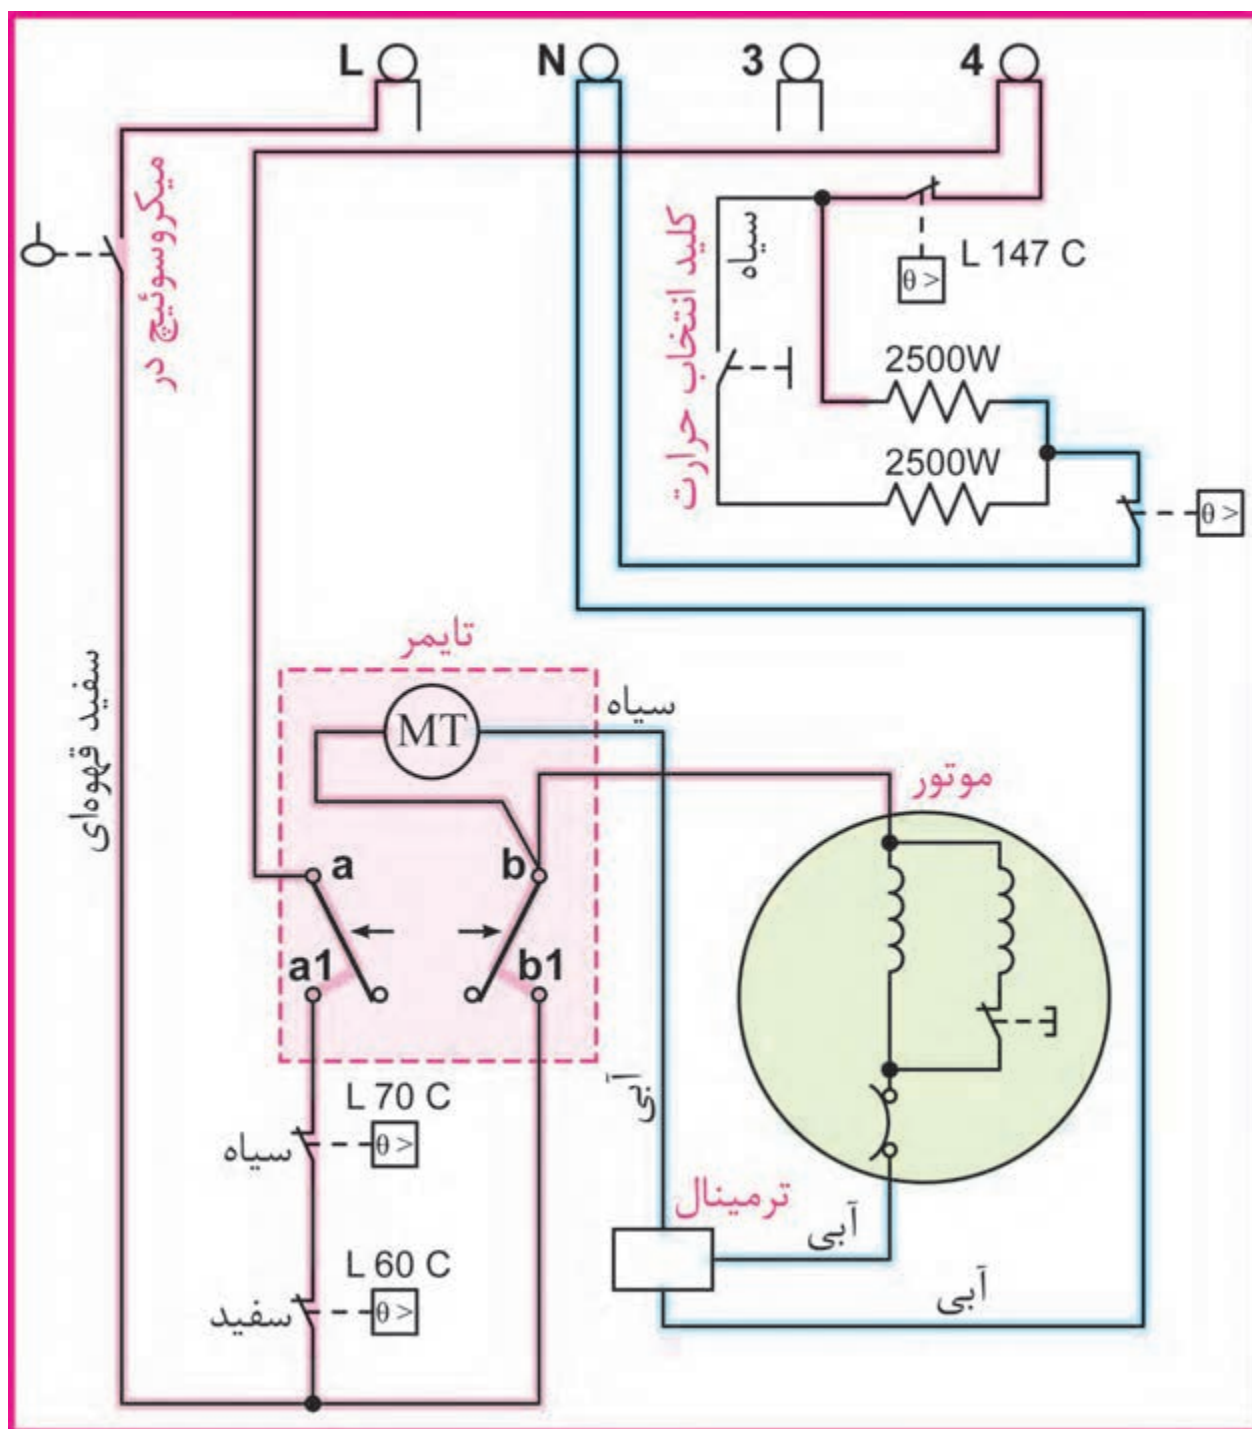 L
N
3
4
میکروسوئیچ در
سیاه
کلید انتخاب حرارت
L 147 C
θ >
2500W
2500W
θ >
سفید قهوه‌ای
تایمر
سیاه
MT
موتور
a
b
a1
b1
آبی
L 70 C
سیاه
θ >
ترمینال
آبی
L 60 C
سفید
θ >
آبی